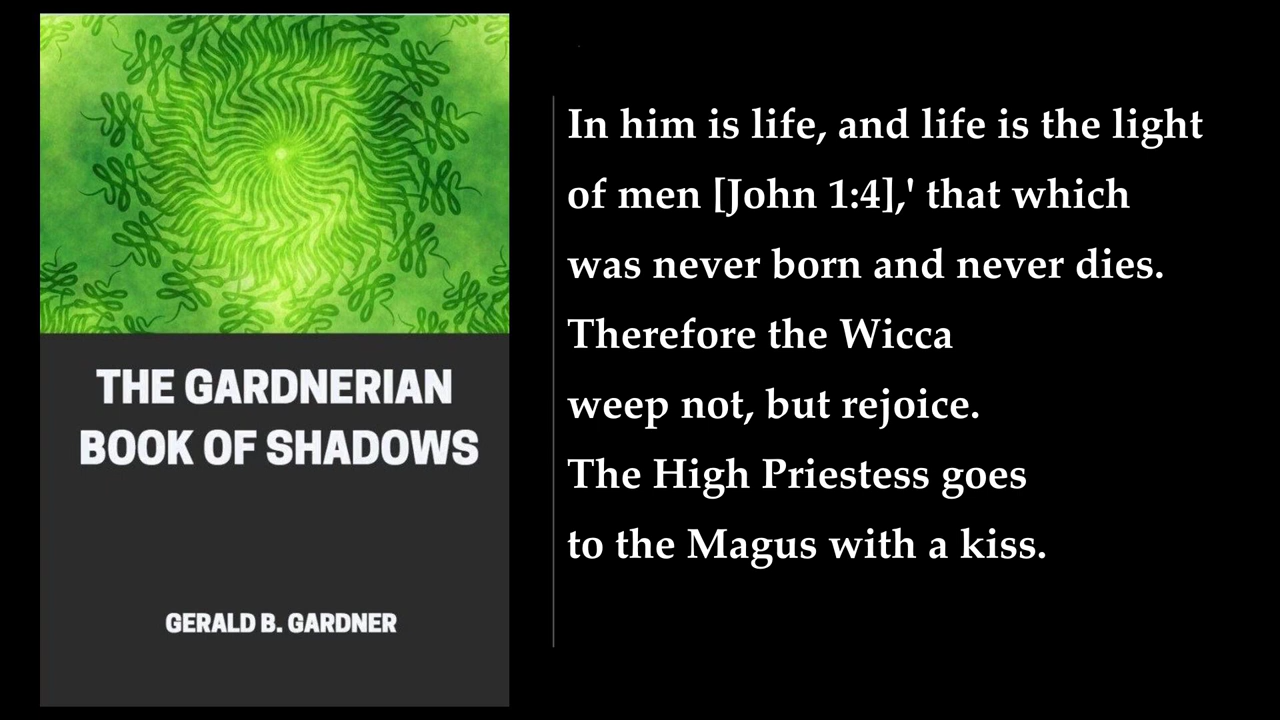 THE GARDNERIAN
BOOK OF SHADOWS
GERALD B. GARDNER
In him is life, and life is the light
of men [John 1:4],' that which
was never born and never dies.
Therefore the Wicca
weep not, but rejoice.
The High Priestess goes
to the Magus with a kiss.